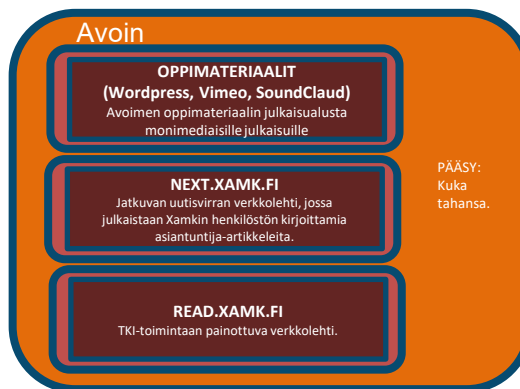 Avoin
OPPIMATERIAALIT
(Wordpress, Vimeo, SoundClaud)
Avoimen oppimateriaalin julkaisualusta
monimediaisille julkaisuille
NEXT.XAMK.FI
Jatkuvan uutisvirran verkkolehti, jossa
julkaistaan Xamkin henkilöstön kirjoittamia
asiantuntija-artikkeleita.
PÄÄSY:
Kuka
tahansa.
READ.XAMK.FI
TKI-toimintaan painottuva verkkolehti.